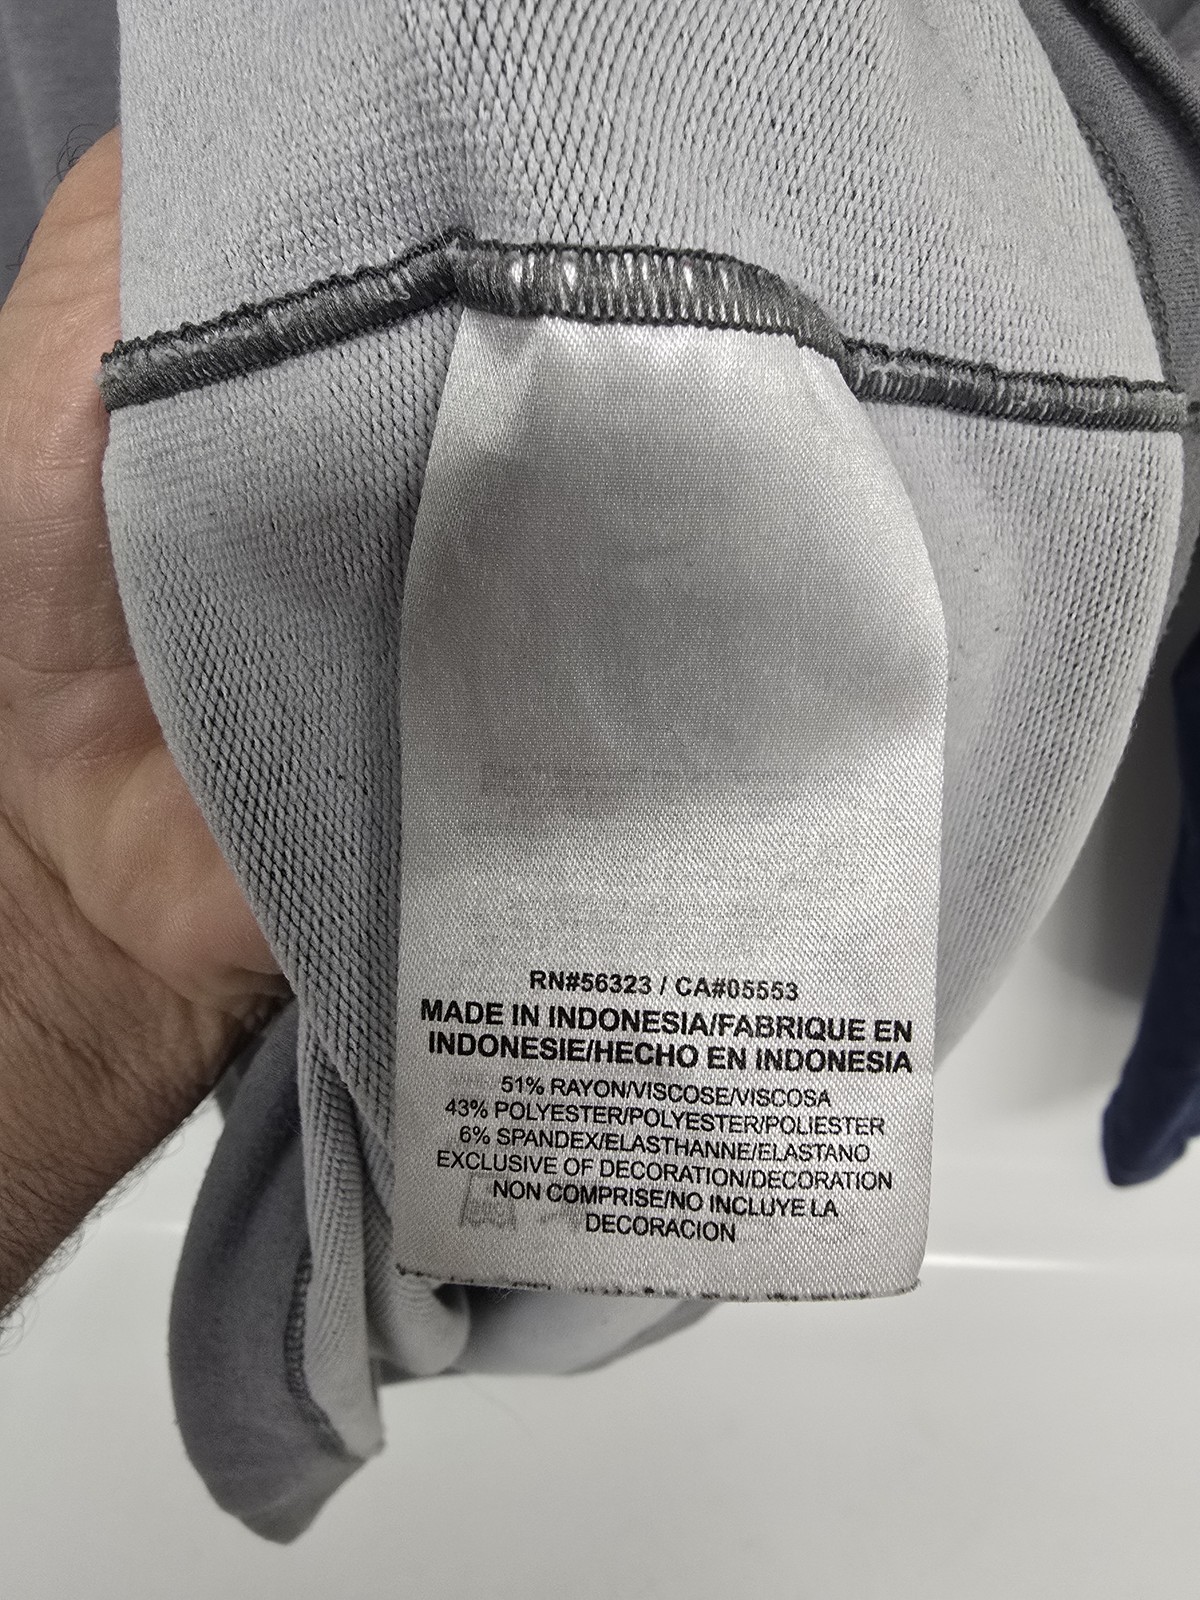 RN#56323 / CA#05553
MADE IN INDONESIA/FABRIQUE EN
INDONESIE/HECHO EN INDONESIA
51% RAYON/VISCOSE/VISCOSA
43% POLYESTER/POLYESTER/POLIESTER
6% SPANDEX/ELASTHANNE/ELASTANO
EXCLUSIVE OF DECORATION/DECORATION
NON COMPRISE/NO INCLUYE LA
DECORACION